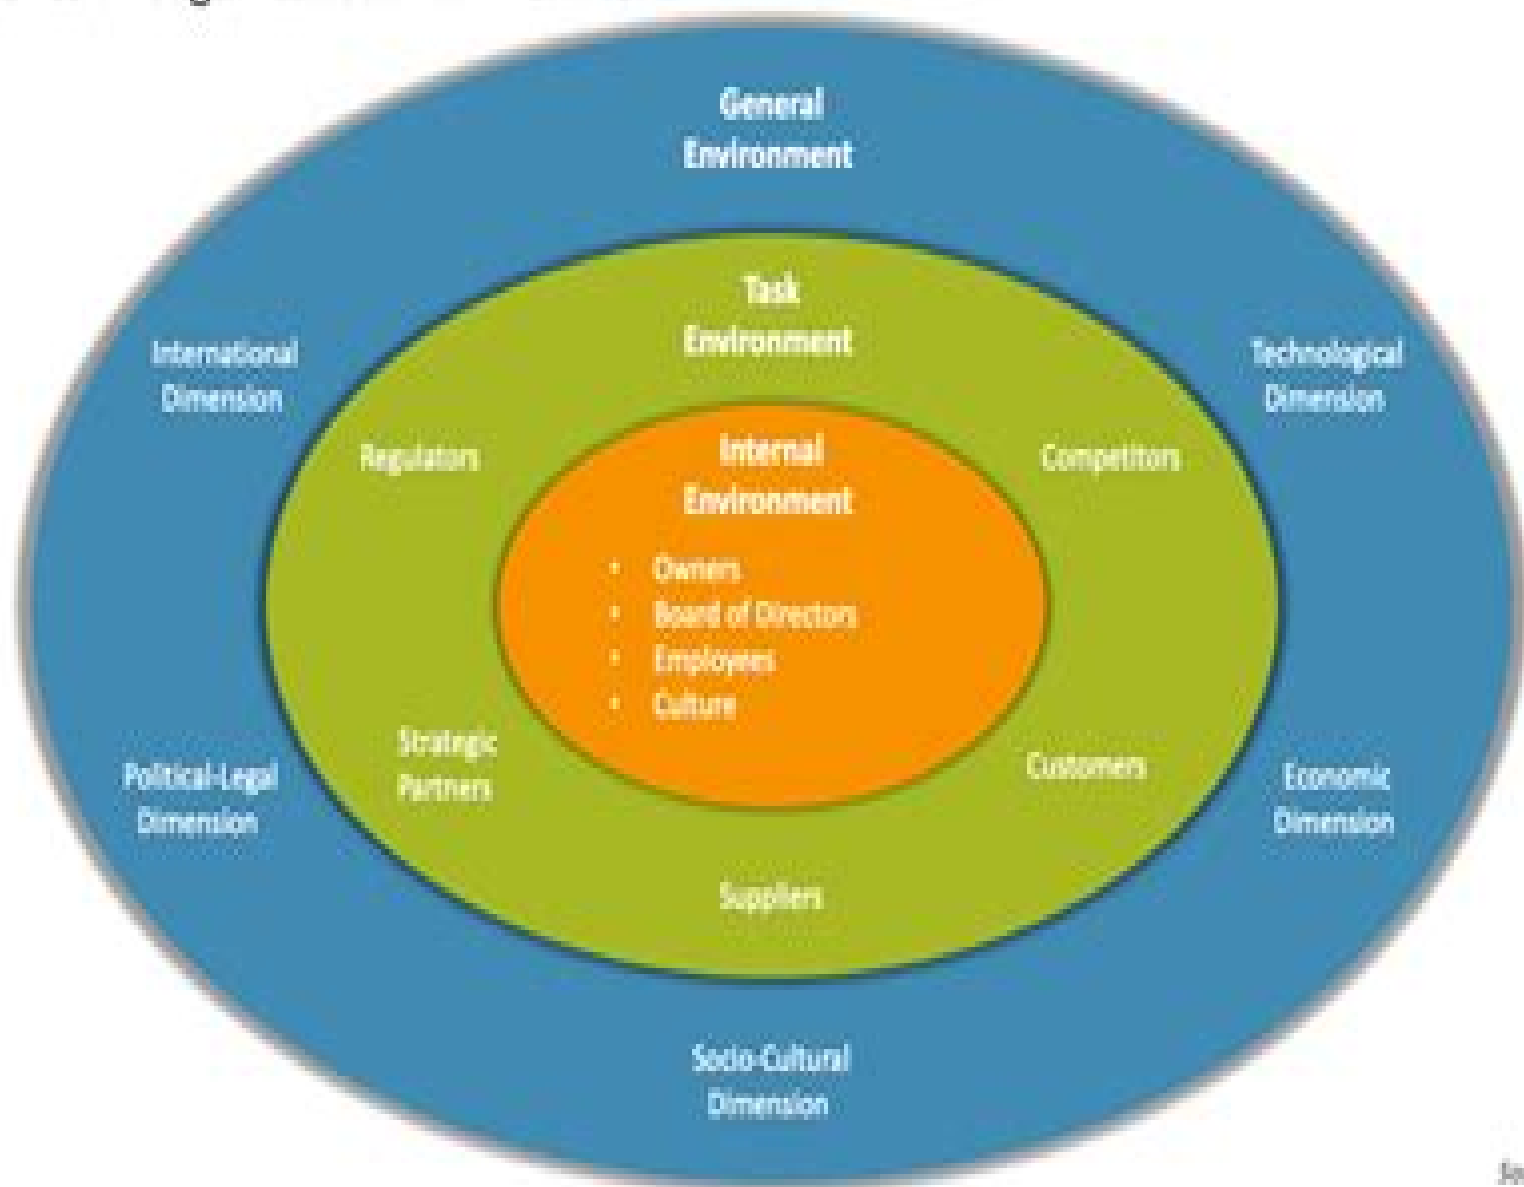 General
Environment
Task
Environment
International
Dimension
Technological
Dimension
Regulators
Internal
Environment
Competitors
• Owners
• Board of Directors
• Employees
• Culture
Strategic
Partners
Customers
Political-Legal
Dimension
Economic
Dimension
Suppliers
Socio-Cultural
Dimension